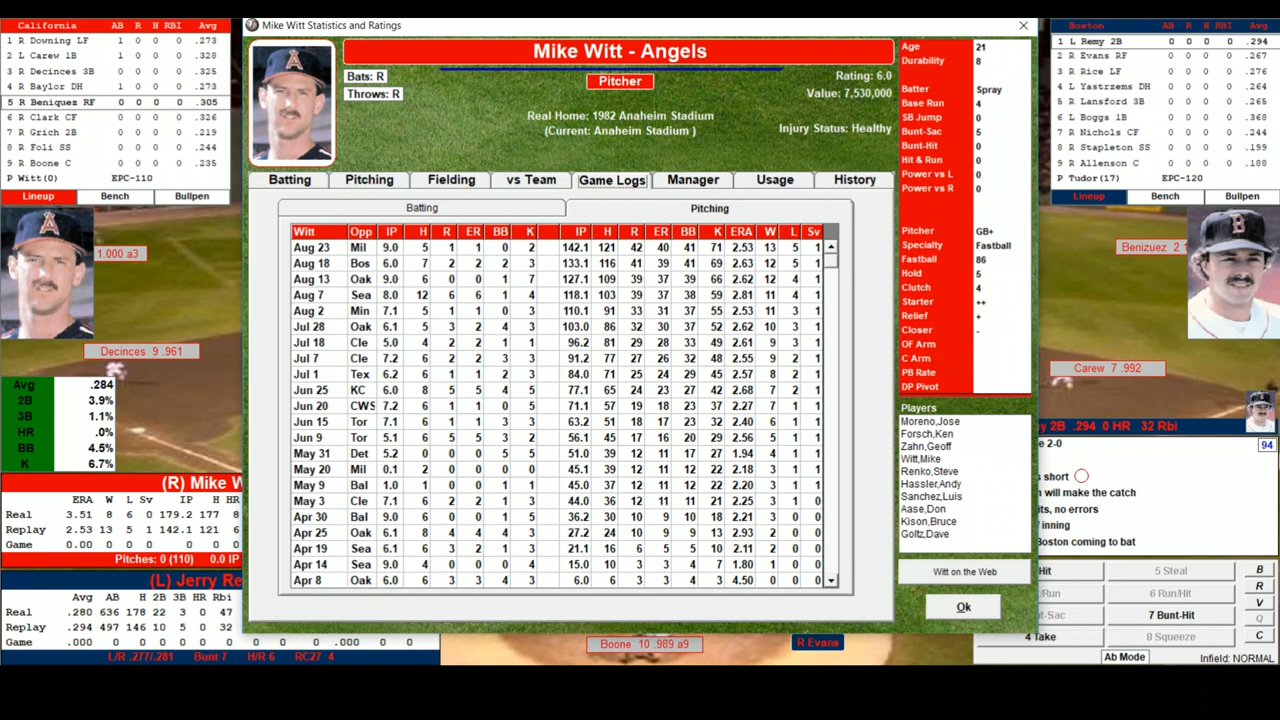 California AB R H RBI Avg
1 R Downing LF 1 0 0 0 .273
2 L Carew 1B 1 0 0 0 .328
3 R Decinces 3B 1 0 0 0 .325
4 R Baylor DH 1 0 0 0 .273
5 R Beniquez RF 0 0 0 0 .305
6 R Clark CF 0 0 0 0 .326
7 R Grich 2B 0 0 0 0 .219
8 R Foli SS 0 0 0 0 .244
9 R Boone C 0 0 0 0 .235
P Witt(0) EPC-110
Lineup Bench Bullpen
1.000 a3
Decinces 9 .961
Avg .284
2B 3.9%
3B 1.1%
HR .0%
BB 4.5%
K 6.7%
(R) Mike W
ERA W L Sv IP H HR
Real 3.51 8 6 0 179.2 177 8
Replay 2.53 13 5 1 142.1 121 6
Game 0.00 0 0 0 0.0 0 0
Pitches: 0 (110) 0.0 IP
(L) Jerry Re
Avg AB H 2B 3B HR Rbi
Real .280 636 178 22 3 0 47
Replay .294 497 146 10 5 0 32
Game .000 0 0 0 0 0 0
L/R .277/.281 Bunt 7 H/R 6 RC27 4
Mike Witt Statistics and Ratings
Mike Witt - Angels
Bats: R
Throws: R
Pitcher
Rating: 6.0
Value: 7,530,000
Real Home: 1982 Anaheim Stadium
(Current: Anaheim Stadium )
Injury Status: Healthy
Batting Pitching Fielding vs Team Game Logs Manager Usage History
Batting Pitching
Witt Opp IP H R ER BB K IP H R ER BB K ERA W L Sv
Aug 23 Mil 9.0 5 1 1 0 2 142.1 121 42 40 41 71 2.53 13 5 1
Aug 18 Bos 6.0 7 2 2 2 3 133.1 116 41 39 41 69 2.63 12 5 1
Aug 13 Oak 9.0 6 0 0 1 7 127.1 109 39 37 39 66 2.62 12 4 1
Aug 7 Sea 8.0 12 6 6 1 4 118.1 103 39 37 38 59 2.81 11 4 1
Aug 2 Min 7.1 5 1 1 0 3 110.1 91 33 31 37 55 2.53 11 3 1
Jul 28 Oak 6.1 5 3 2 4 3 103.0 86 32 30 37 52 2.62 10 3 1
Jul 18 Cle 5.0 4 2 2 1 1 96.2 81 29 28 33 49 2.61 9 3 1
Jul 7 Cle 7.2 6 2 2 3 3 91.2 77 27 26 32 48 2.55 9 2 1
Jul 1 Tex 6.2 6 1 1 2 3 84.0 71 25 24 29 45 2.57 8 2 1
Jun 25 KC 6.0 8 5 5 4 5 77.1 65 24 23 27 42 2.68 7 2 1
Jun 20 CWS 7.2 6 1 1 0 5 71.1 57 19 18 23 37 2.27 7 1 1
Jun 15 Tor 7.1 6 1 1 3 3 63.2 51 18 17 23 32 2.40 6 1 1
Jun 9 Tor 5.1 6 5 5 3 2 56.1 45 17 16 20 29 2.56 5 1 1
May 31 Det 5.2 0 0 0 5 5 51.0 39 12 11 17 27 1.94 4 1 1
May 20 Mil 0.1 2 0 0 0 0 45.1 39 12 11 12 22 2.18 3 1 1
May 9 Bal 1.0 1 0 0 1 1 45.0 37 12 11 12 22 2.20 3 1 1
May 3 Cle 7.1 6 2 2 1 3 44.0 36 12 11 11 21 2.25 3 1 0
Apr 30 Bal 9.0 6 0 0 1 5 36.2 30 10 9 10 18 2.21 3 0 0
Apr 25 Oak 6.1 8 4 4 4 3 27.2 24 10 9 9 13 2.93 2 0 0
Apr 19 Sea 6.1 6 3 2 1 3 21.1 16 6 5 5 10 2.11 2 0 0
Apr 14 Sea 9.0 4 0 0 0 4 15.0 10 3 3 4 7 1.80 1 0 0
Apr 8 Oak 6.0 6 3 3 4 3 6.0 6 3 3 4 3 4.50 0 0 0
Age 21
Durability 8
Batter Spray
Base Run 4
SB Jump 0
Bunt-Sac 5
Bunt-Hit 0
Hit & Run 0
Power vs L 0
Power vs R 0
Pitcher GB+
Specialty Fastball
Fastball 86
Hold 5
Clutch 4
Starter ++
Relief +
Closer -
OF Arm
C Arm
PB Rate
DP Pivot
Players
Moreno,Jose
Forsch,Ken
Zahn,Geoff
Witt,Mike
Renko,Steve
Hassler,Andy
Sanchez,Luis
Aase,Don
Kison,Bruce
Goltz,Dave
Witt on the Web
Ok
Boone 10 .989 a9
R Evans
Boston AB R H RBI Avg
1 L Remy 2B 0 0 0 0 .294
2 R Evans RF 0 0 0 0 .267
3 R Rice LF 0 0 0 0 .276
4 L Yastrzems DH 0 0 0 0 .264
5 R Lansford 3B 0 0 0 0 .265
6 L Boggs 1B 0 0 0 0 .368
7 R Nichols CF 0 0 0 0 .244
8 R Stapleton SS 0 0 0 0 .199
9 R Allenson C 0 0 0 0 .188
P Tudor(17) EPC-120
Lineup Bench Bullpen
Benizuez 2 1
Carew 7 .992
y 2B .294 0 HR 32 Rbi
e 2-0
94
s short
n will make the catch
its, no errors
inning
Boston coming to bat
Hit 5 Steal B
/Run 6 Run/Hit R
t-Sac 7 Bunt-Hit V
Q
4 Take 8 Squeeze C
Ab Mode Infield: NORMAL